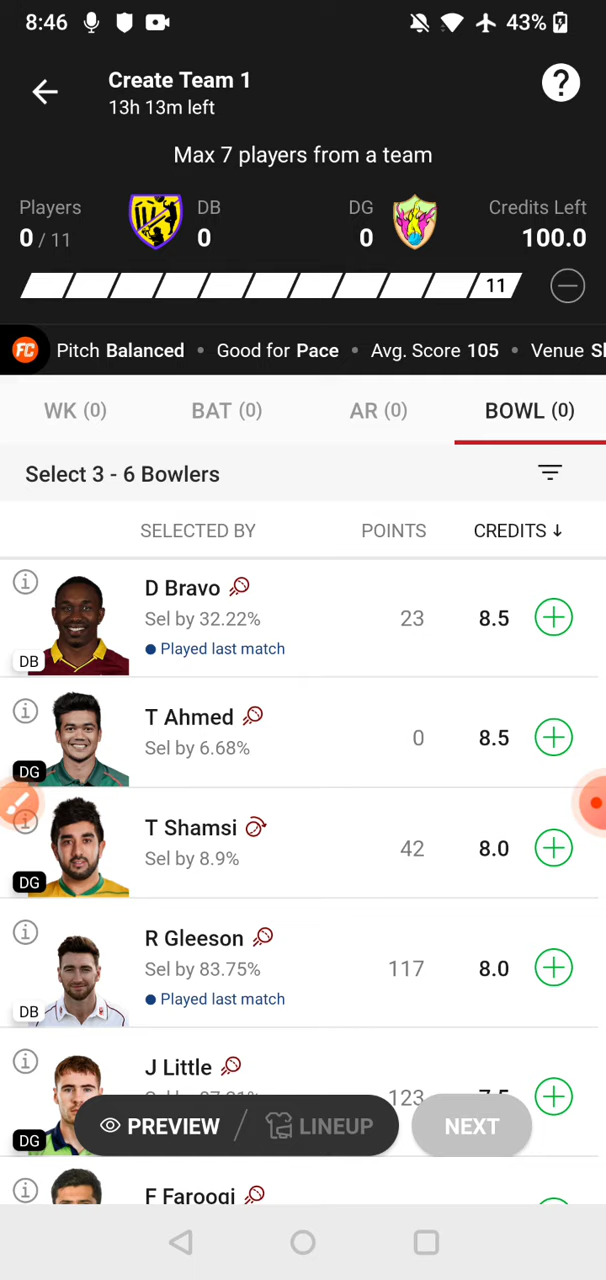 8:46 43%
Create Team 1
13h 13m left
?
Max 7 players from a team
Players DB DG Credits Left
0 / 11 0 0 100.0
11
FC Pitch Balanced • Good for Pace • Avg. Score 105 • Venue
WK (0) BAT (0) AR (0) BOWL (0)
Select 3 - 6 Bowlers
SELECTED BY POINTS CREDITS ↓
D Bravo
Sel by 32.22% 23 8.5
Played last match
DB
T Ahmed
Sel by 6.68% 0 8.5
DG
T Shamsi
Sel by 8.9% 42 8.0
DG
R Gleeson
Sel by 83.75% 117 8.0
Played last match
DB
J Little
123
DG
PREVIEW / LINEUP NEXT
F Farooqi